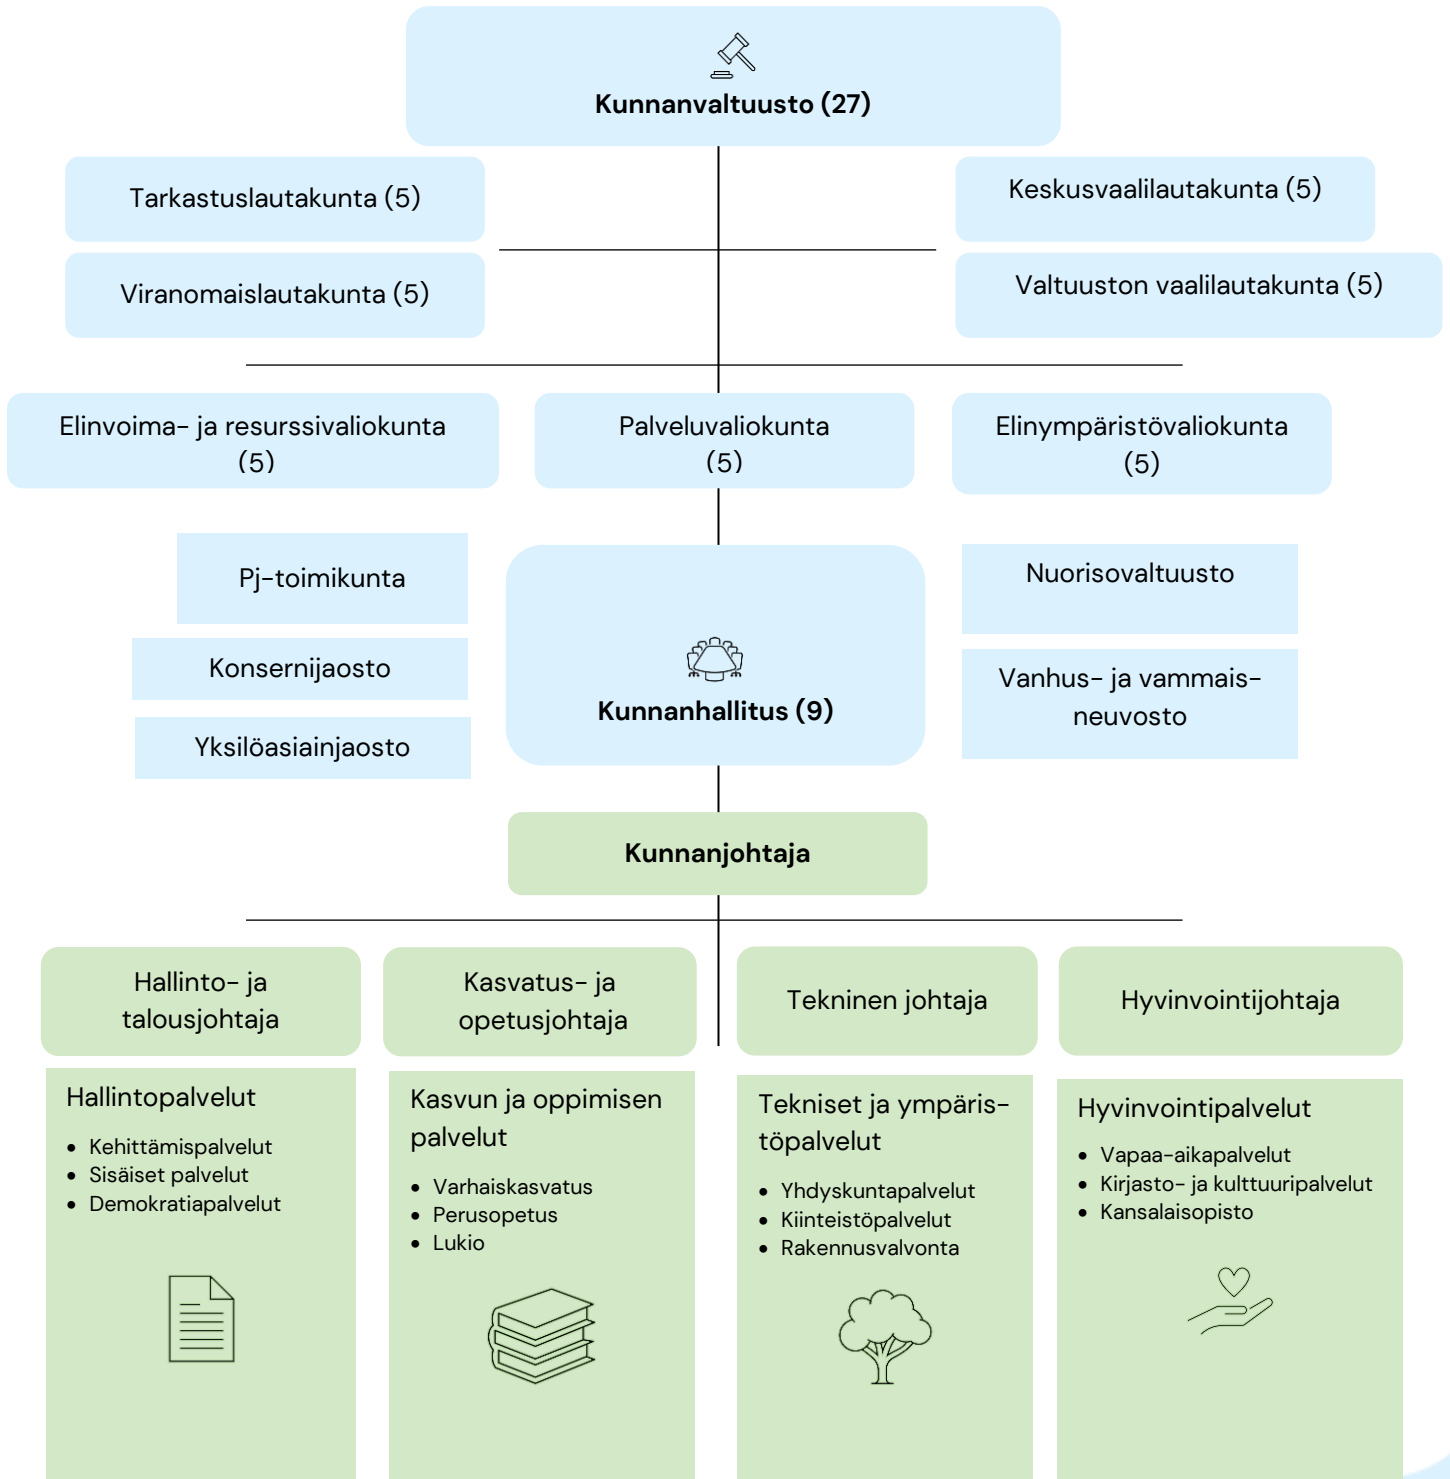 Kunnanvaltuusto (27)
Tarkastuslautakunta (5)
Keskusvaalilautakunta (5)
Viranomaislautakunta (5)
Valtuuston vaalilautakunta (5)
Elinvoima- ja resurssivaliokunta
(5)
Palveluvaliokunta
(5)
Elinympäristövaliokunta
(5)
Pj-toimikunta
Konsernijaosto
Yksilöasiainjaosto
Kunnanhallitus (9)
Nuorisovaltuusto
Vanhus- ja vammais-
neuvosto
Kunnanjohtaja
Hallinto- ja
talousjohtaja
Kasvatus- ja
opetusjohtaja
Tekninen johtaja
Hyvinvointijohtaja
Hallintopalvelut
• Kehittämispalvelut
• Sisäiset palvelut
• Demokratiapalvelut
Kasvun ja oppimisen
palvelut
• Varhaiskasvatus
• Perusopetus
• Lukio
Tekniset ja ympäris-
töpalvelut
• Yhdyskuntapalvelut
• Kiinteistöpalvelut
• Rakennusvalvonta
Hyvinvointipalvelut
• Vapaa-aikapalvelut
• Kirjasto- ja kulttuuripalvelut
• Kansalaisopisto